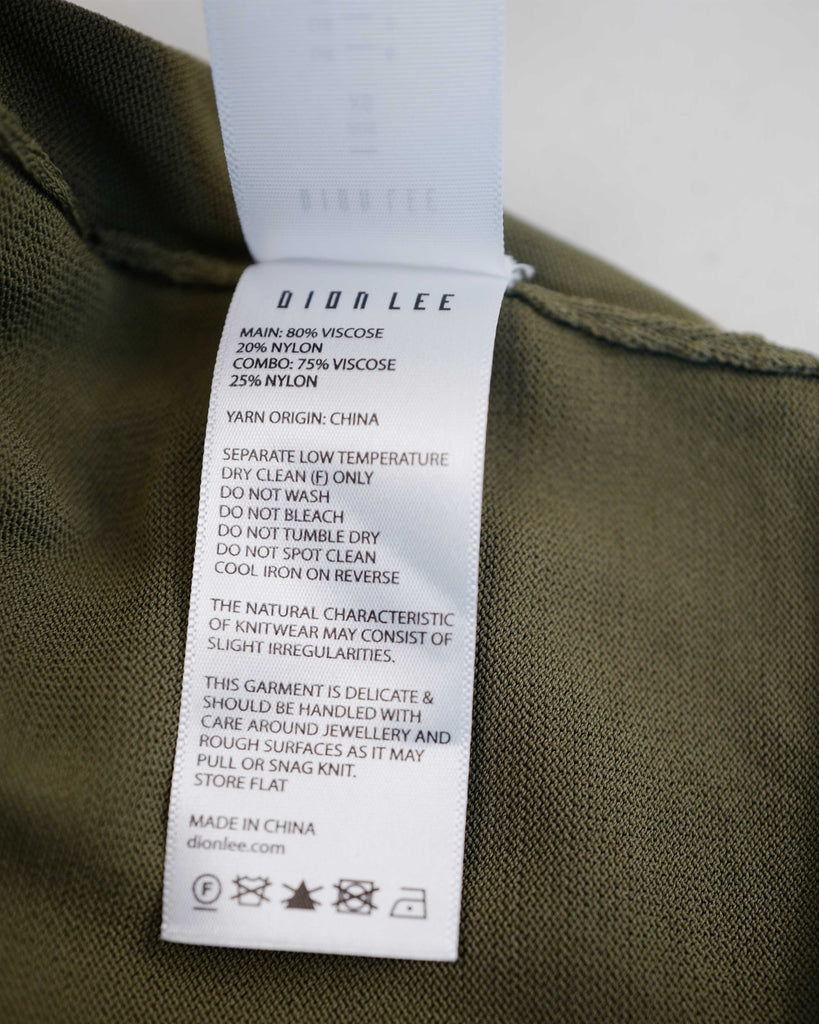 DION LEE
MAIN: 80% VISCOSE
20% NYLON
COMBO: 75% VISCOSE
25% NYLON
YARN ORIGIN: CHINA
SEPARATE LOW TEMPERATURE
DRY CLEAN (F) ONLY
DO NOT WASH
DO NOT BLEACH
DO NOT TUMBLE DRY
DO NOT SPOT CLEAN
COOL IRON ON REVERSE
THE NATURAL CHARACTERISTIC
OF KNITWEAR MAY CONSIST OF
SLIGHT IRREGULARITIES.
THIS GARMENT IS DELICATE &
SHOULD BE HANDLED WITH
CARE AROUND JEWELLERY AND
ROUGH SURFACES AS IT MAY
PULL OR SNAG KNIT.
STORE FLAT
MADE IN CHINA
dionlee.com
F